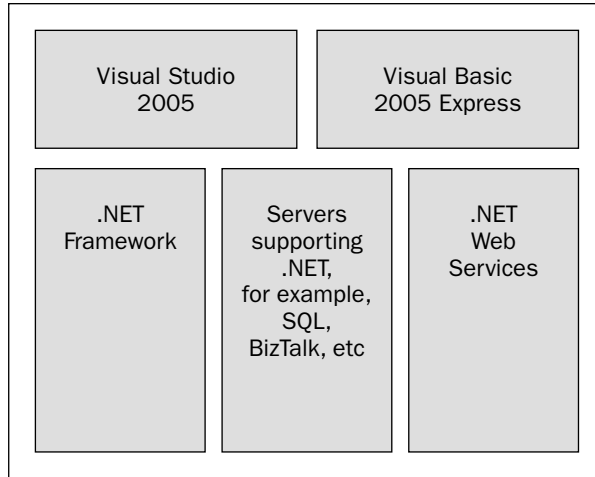 Visual Studio
2005
Visual Basic
2005 Express
.NET
Framework
Servers
supporting
.NET,
for example,
SQL,
BizTalk, etc
.NET
Web
Services